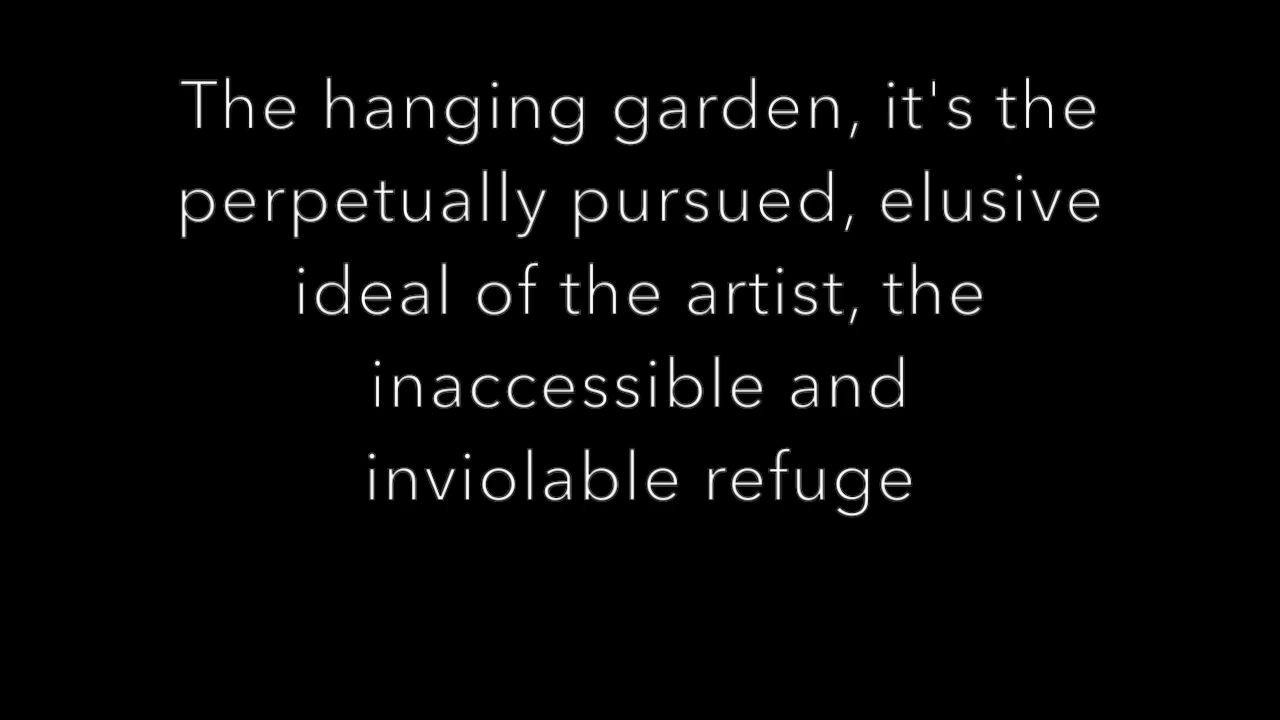 The hanging garden, it's the
perpetually pursued, elusive
ideal of the artist, the
inaccessible and
inviolable refuge